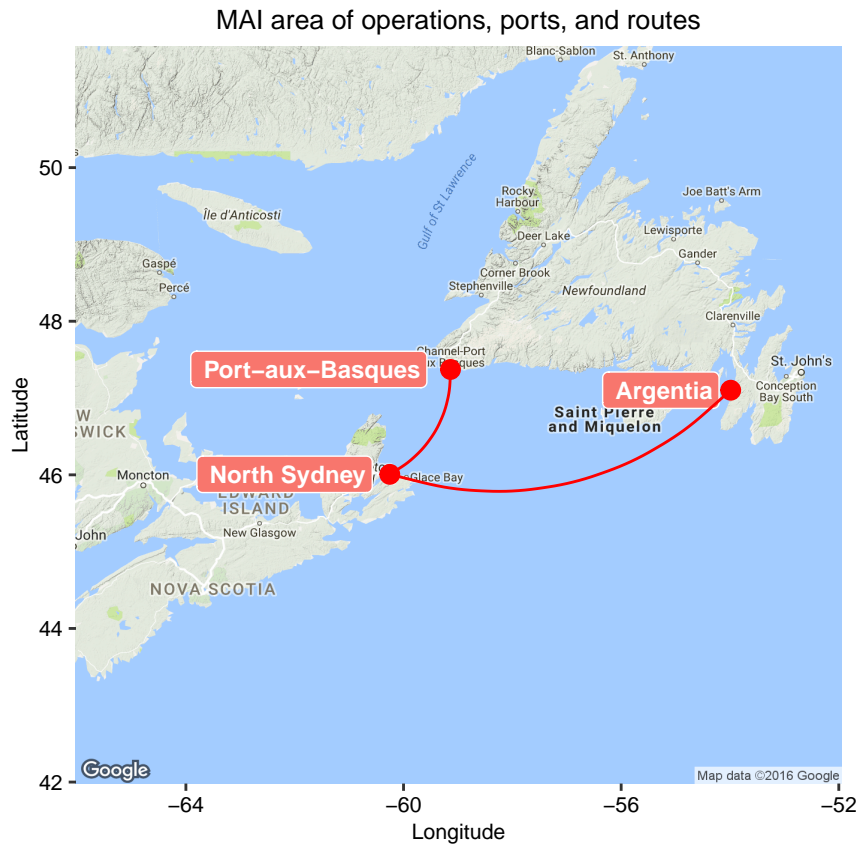 MAI area of operations, ports, and routes
Blanc-Sablon
St. Anthony
50
Gulf of St Lawrence
Île d'Anticosti
Rocky
Harbour
Joe Batt's Arm
Deer Lake
Lewisporte
Gander
Gaspé
Percé
Corner Brook
Stephenville
Newfoundland
48
Clarenville
Channel-Port
Basques
Port−aux−Basques
St. John's
Argentia
Conception
Bay South
Saint Pierre
and Miquelon
Latitude
46
North Sydney
Glace Bay
Moncton
EDWARD
ISLAND
New Glasgow
John
NOVA SCOTIA
44
42
Google
Map data ©2016 Google
−64
−60
−56
−52
Longitude